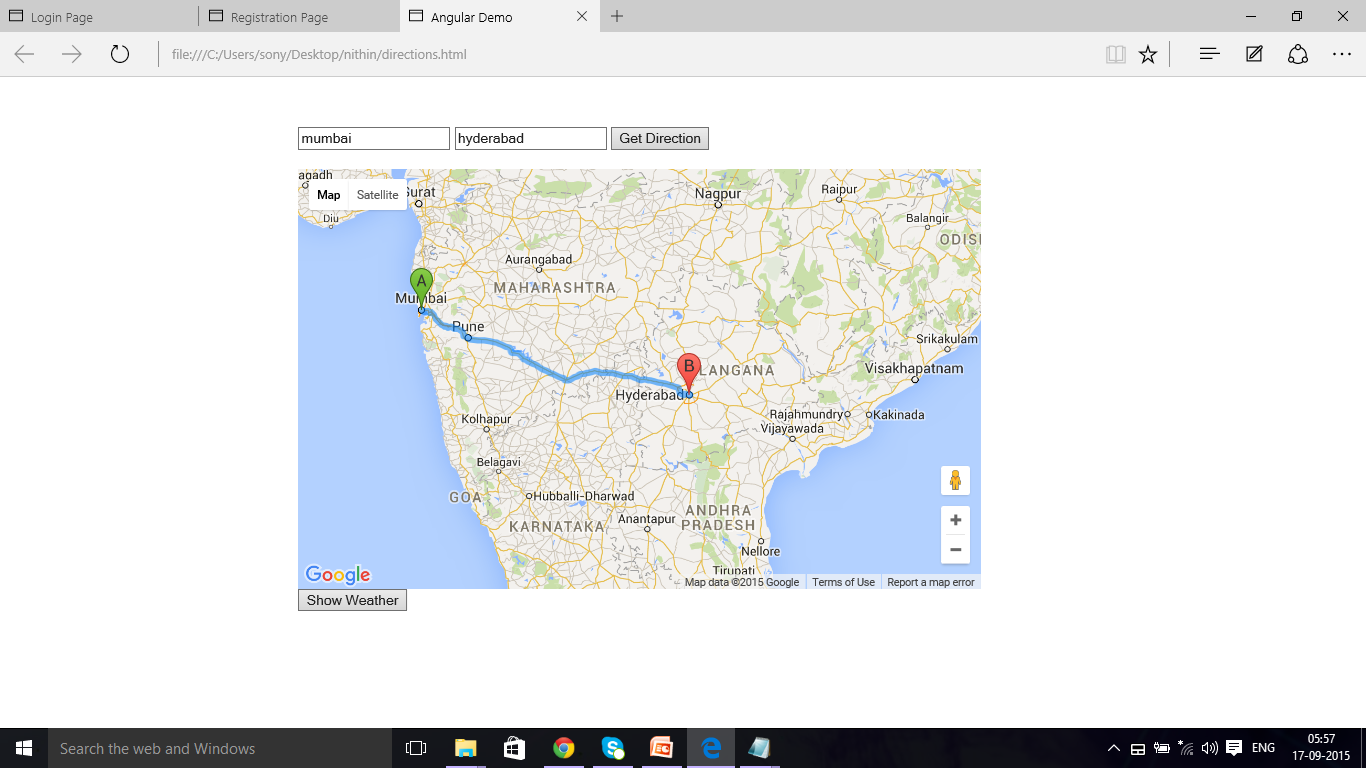 Login Page
Registration Page
Angular Demo
file:///C:/Users/sony/Desktop/nithin/directions.html
mumbai
hyderabad
Get Direction
agadh
Map
Satellite
urat
Diu
Nagpur
Raipur
Balangir
ODIS
Aurangabad
MAHARASHTRA
A
Mumbai
Pune
Srikakulam
B
LANGANA
Visakhapatnam
Hyderabad
Rajahmundry
Kakinada
Kolhapur
Vijayawada
Belagavi
GOA
Hubballi-Dharwad
KARNATAKA
Anantapur
ANDHRA
PRADESH
Nellore
Tirupati
Google
Map data ©2015 Google
Terms of Use
Report a map error
Show Weather
Search the web and Windows
ENG
05:57
17-09-2015